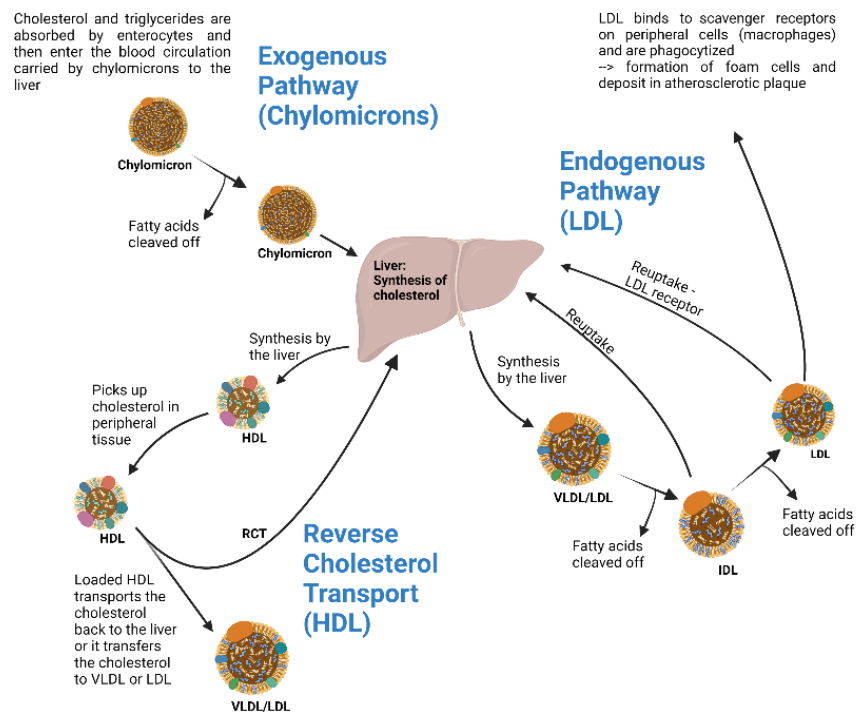 Cholesterol and triglycerides are
absorbed by enterocytes and
then enter the blood circulation
carried by chylomicrons to the
liver
Exogenous
Pathway
(Chylomicrons)
LDL binds to scavenger receptors
on peripheral cells (macrophages)
and are phagocytized
--> formation of foam cells and
deposit in atherosclerotic plaque
Chylomicron
Fatty acids
cleaved off
Chylomicron
Endogenous
Pathway
(LDL)
Liver:
Synthesis of
cholesterol
Reuptake -
LDL receptor
Reuptake
Synthesis by
the liver
Synthesis
by the liver
Picks up
cholesterol in
peripheral
tissue
HDL
LDL
VLDL/LDL
Fatty acids
cleaved off
IDL
Fatty acids
cleaved off
HDL
RCT
Reverse
Cholesterol
Transport
(HDL)
Loaded HDL
transports the
cholesterol
back to the liver
or it transfers
the cholesterol
to VLDL or LDL
VLDL/LDL